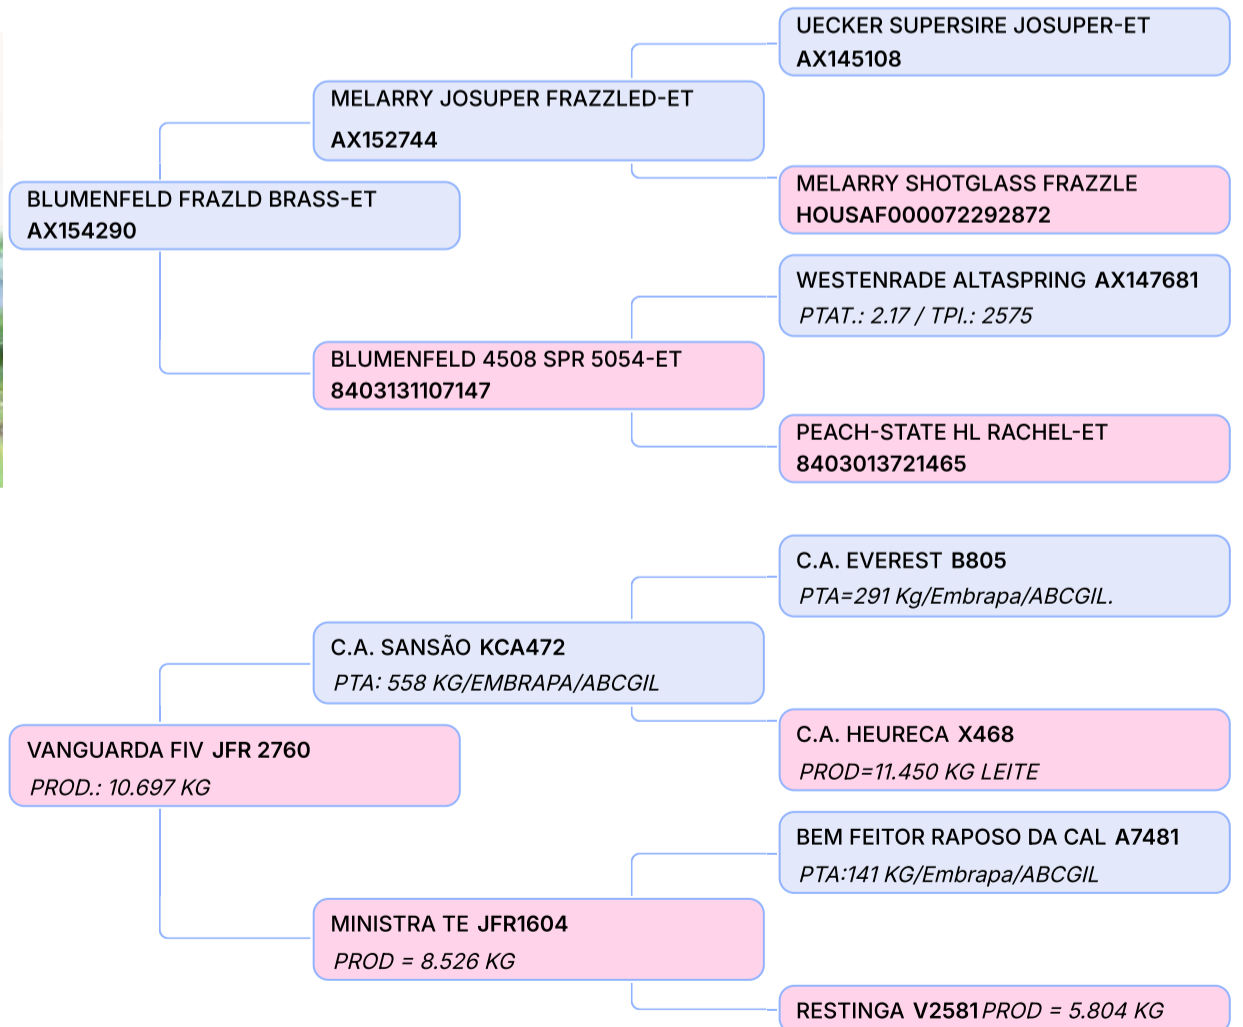 UECKER SUPERSIRE JOSUPER-ET
AX145108
MELARRY JOSUPER FRAZZLED-ET
AX152744
MELARRY SHOTGLASS FRAZZLE
HOUSAF000072292872
BLUMENFELD FRAZLD BRASS-ET
AX154290
WESTENRADE ALTASPRING AX147681
PTAT.: 2.17 / TPI.: 2575
BLUMENFELD 4508 SPR 5054-ET
8403131107147
PEACH-STATE HL RACHEL-ET
8403013721465
C.A. EVEREST B805
PTA=291 Kg/Embrapa/ABCGIL.
C.A. SANSÃO KCA472
PTA: 558 KG/EMBRAPA/ABCGIL
C.A. HEURECA X468
PROD=11.450 KG LEITE
VANGUARDA FIV JFR 2760
PROD.: 10.697 KG
BEM FEITOR RAPOSO DA CAL A7481
PTA:141 KG/Embrapa/ABCGIL
MINISTRA TE JFR1604
PROD = 8.526 KG
RESTINGA V2581 PROD = 5.804 KG